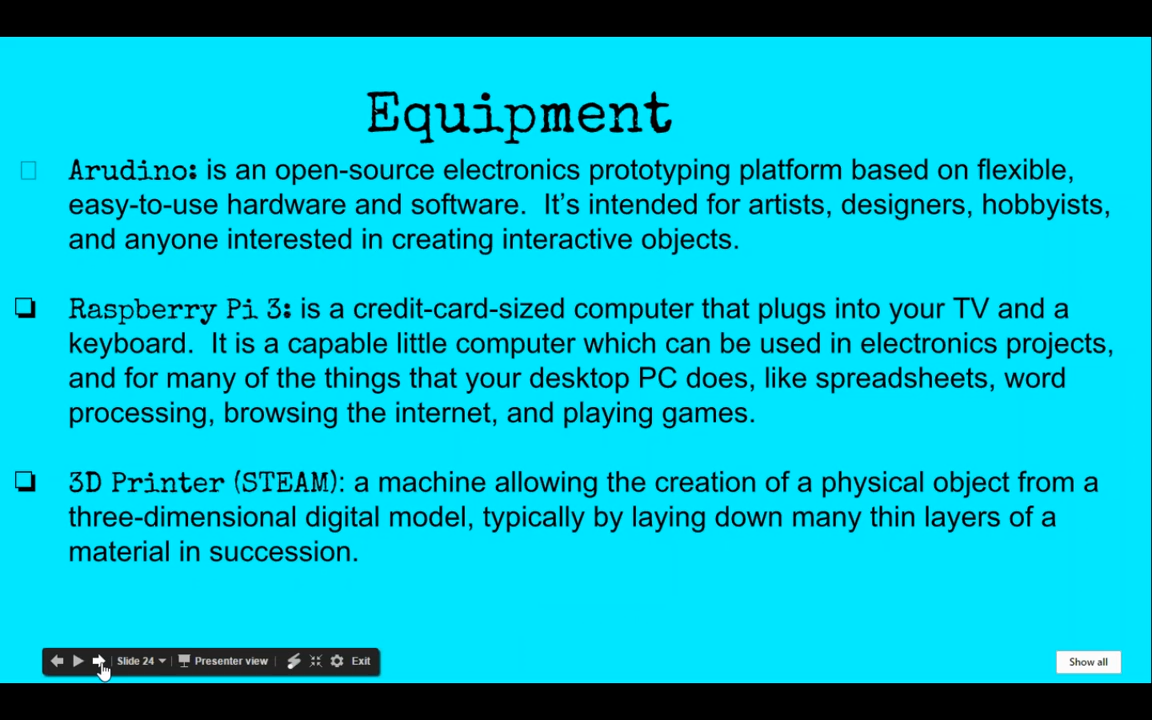 Equipment
Arudino: is an open-source electronics prototyping platform based on flexible,
easy-to-use hardware and software.  It's intended for artists, designers, hobbyists,
and anyone interested in creating interactive objects.
Raspberry Pi 3: is a credit-card-sized computer that plugs into your TV and a
keyboard.  It is a capable little computer which can be used in electronics projects,
and for many of the things that your desktop PC does, like spreadsheets, word
processing, browsing the internet, and playing games.
3D Printer (STEAM): a machine allowing the creation of a physical object from a
three-dimensional digital model, typically by laying down many thin layers of a
material in succession.
Slide 24 Presenter view Exit
Show all